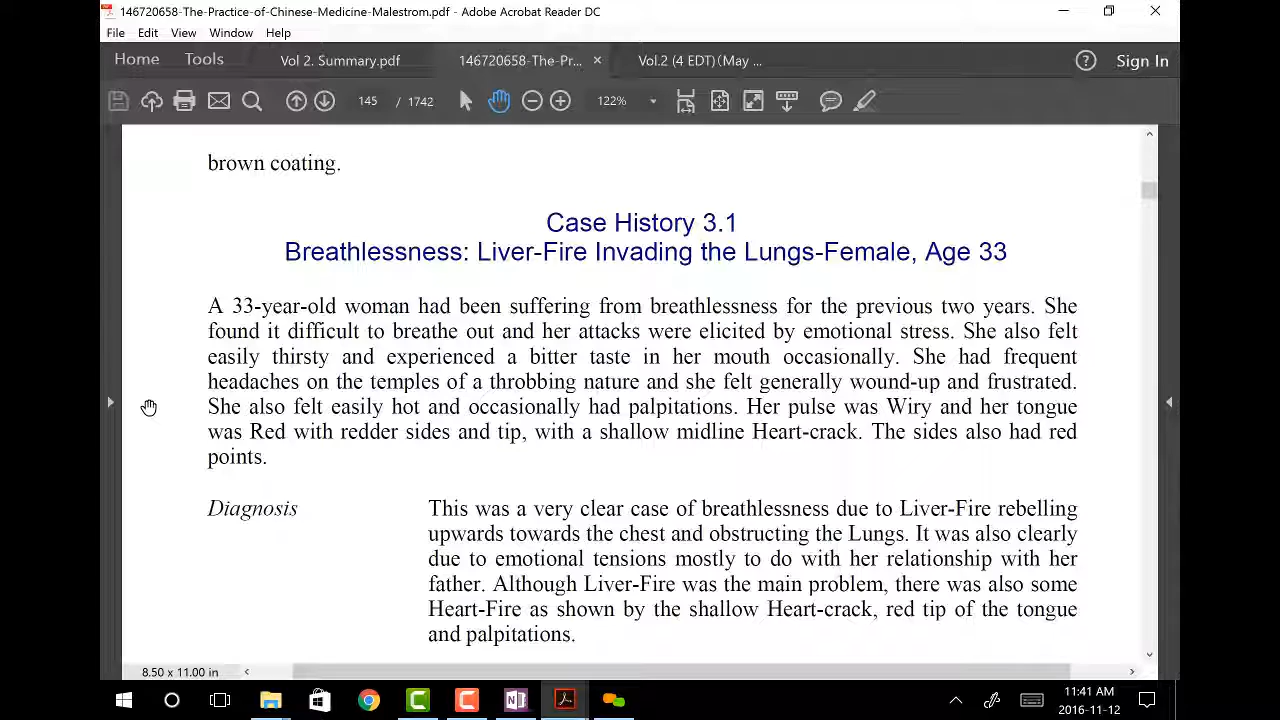 146720658-The-Practice-of-Chinese-Medicine-Malestrom.pdf - Adobe Acrobat Reader DC
File Edit View Window Help
Home Tools Vol 2. Summary.pdf 146720658-The-Pr... × Vol.2 (4 EDT)(May ... ? Sign In
145 / 1742 122%
brown coating.
Case History 3.1
Breathlessness: Liver-Fire Invading the Lungs-Female, Age 33
A 33-year-old woman had been suffering from breathlessness for the previous two years. She
found it difficult to breathe out and her attacks were elicited by emotional stress. She also felt
easily thirsty and experienced a bitter taste in her mouth occasionally. She had frequent
headaches on the temples of a throbbing nature and she felt generally wound-up and frustrated.
She also felt easily hot and occasionally had palpitations. Her pulse was Wiry and her tongue
was Red with redder sides and tip, with a shallow midline Heart-crack. The sides also had red
points.
Diagnosis This was a very clear case of breathlessness due to Liver-Fire rebelling
upwards towards the chest and obstructing the Lungs. It was also clearly
due to emotional tensions mostly to do with her relationship with her
father. Although Liver-Fire was the main problem, there was also some
Heart-Fire as shown by the shallow Heart-crack, red tip of the tongue
and palpitations.
8.50 x 11.00 in
11:41 AM
2016-11-12